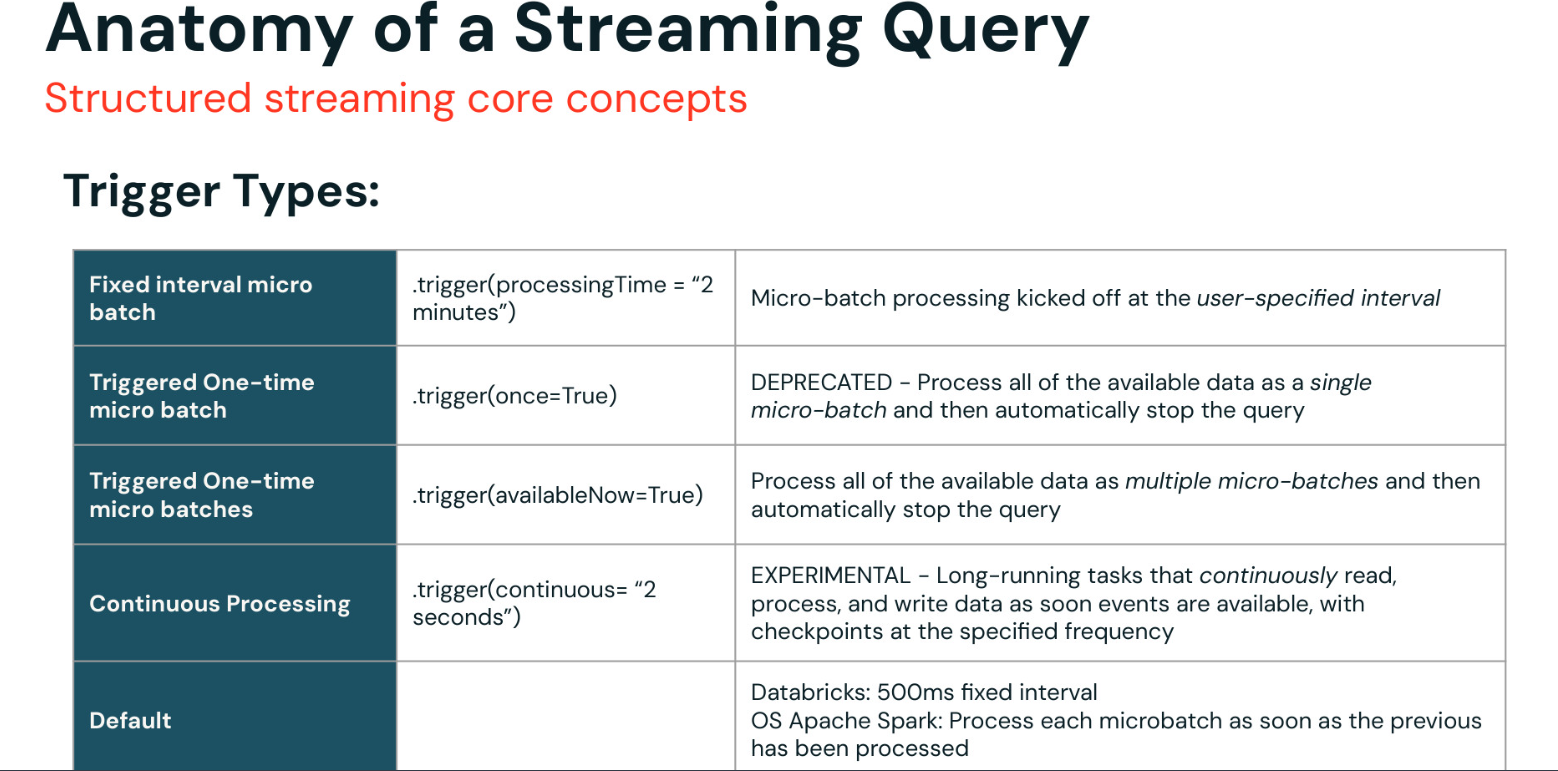 Anatomy of a Streaming Query
Structured streaming core concepts
Trigger Types:
Fixed interval micro
batch
.trigger(processingTime = “2
minutes”)
Micro-batch processing kicked off at the user-specified interval
Triggered One-time
micro batch
.trigger(once=True)
DEPRECATED - Process all of the available data as a single
micro-batch and then automatically stop the query
Triggered One-time
micro batches
.trigger(availableNow=True)
Process all of the available data as multiple micro-batches and then
automatically stop the query
Continuous Processing
.trigger(continuous= “2
seconds”)
EXPERIMENTAL - Long-running tasks that continuously read,
process, and write data as soon events are available, with
checkpoints at the specified frequency
Default
Databricks: 500ms fixed interval
OS Apache Spark: Process each microbatch as soon as the previous
has been processed